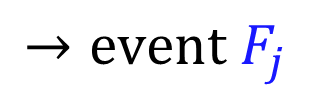 → event F_j